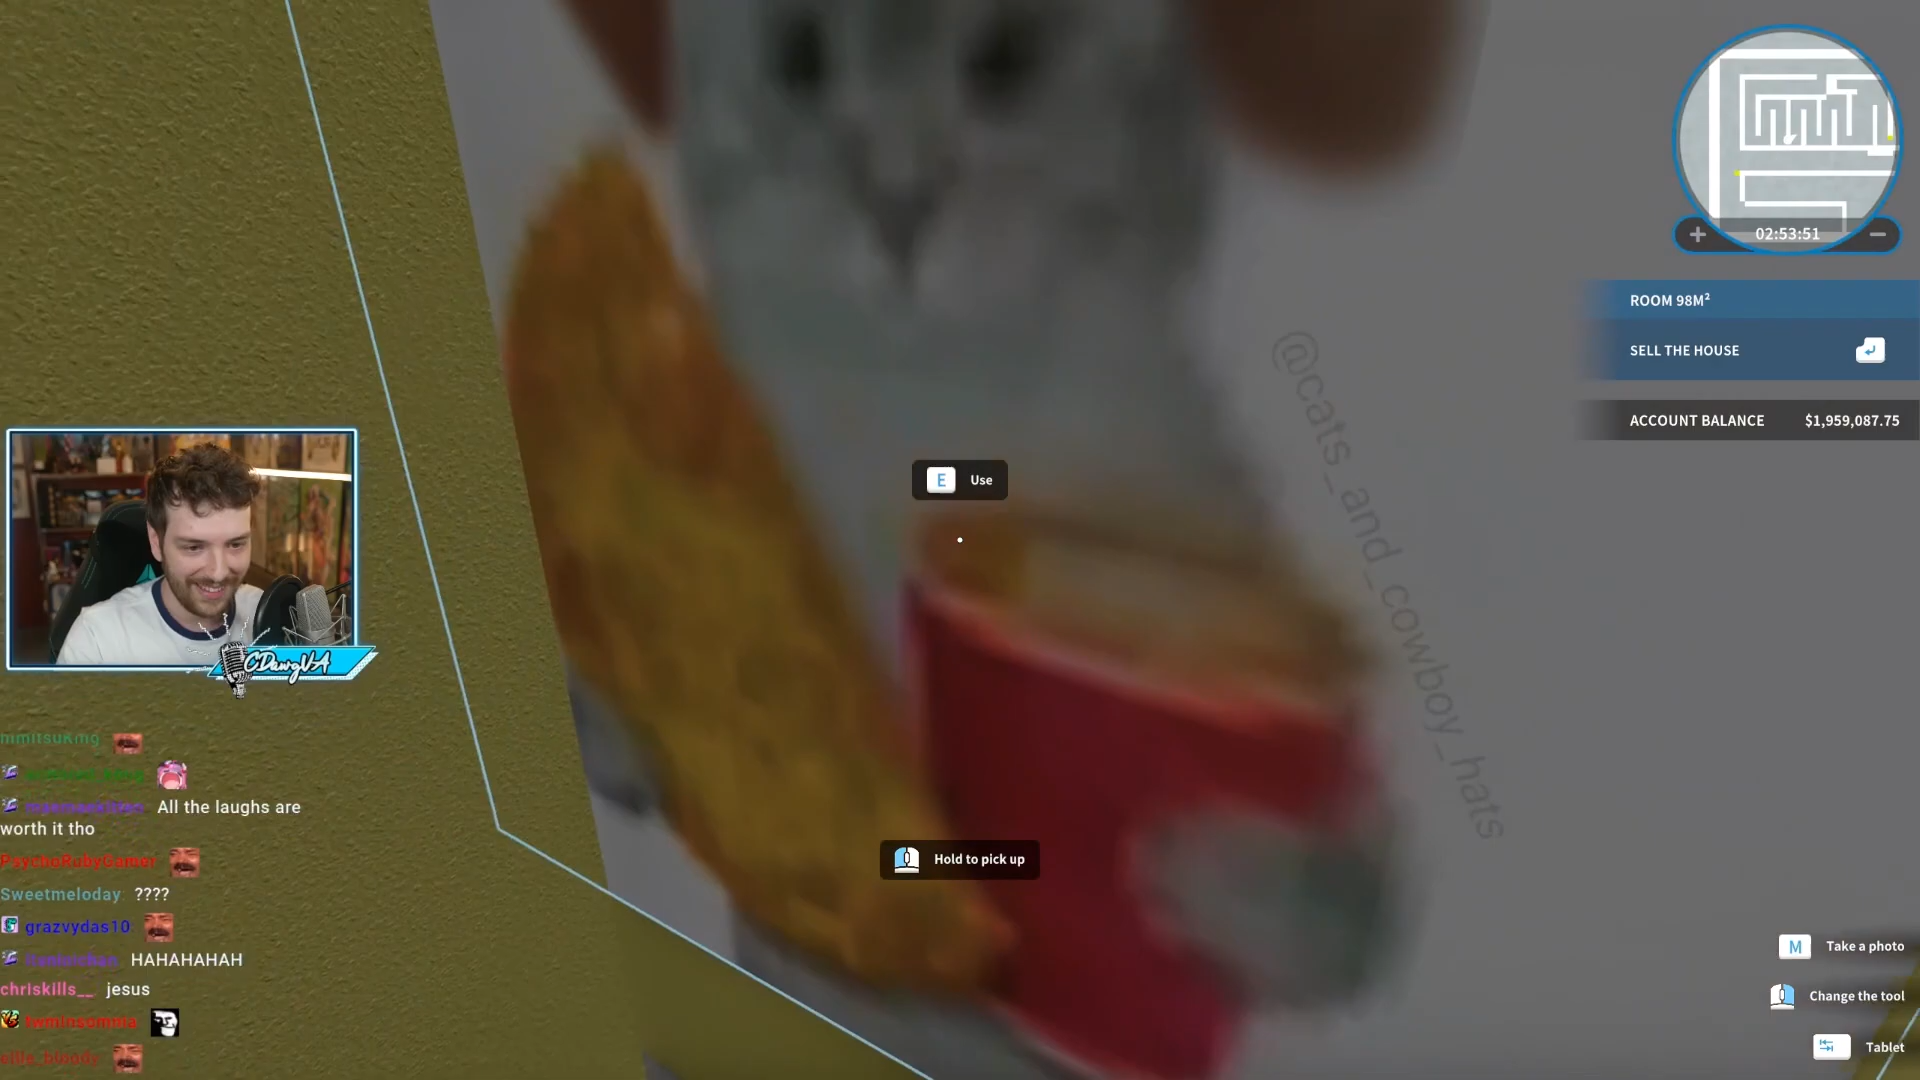 02:53:51
ROOM 98M²
SELL THE HOUSE
ACCOUNT BALANCE $1,959,087.75
@cats_and_cowboy_hats
E Use
CDawgVA
mmitsuKing
All the laughs are
worth it tho
PsychoRubyGamer
Sweetmeloday ????
grazvydas10
HAHAHAHAH
chriskills__ jesus
Hold to pick up
M Take a photo
Change the tool
Tablet